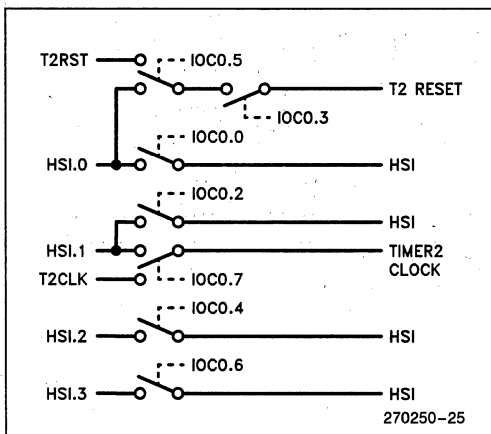 T2RST
IOC0.5
T2 RESET
IOC0.3
IOC0.0
HSI.0
HSI
IOC0.2
HSI
HSI.1
TIMER2
CLOCK
T2CLK
IOC0.7
IOC0.4
HSI.2
HSI
IOC0.6
HSI.3
HSI
270250-25